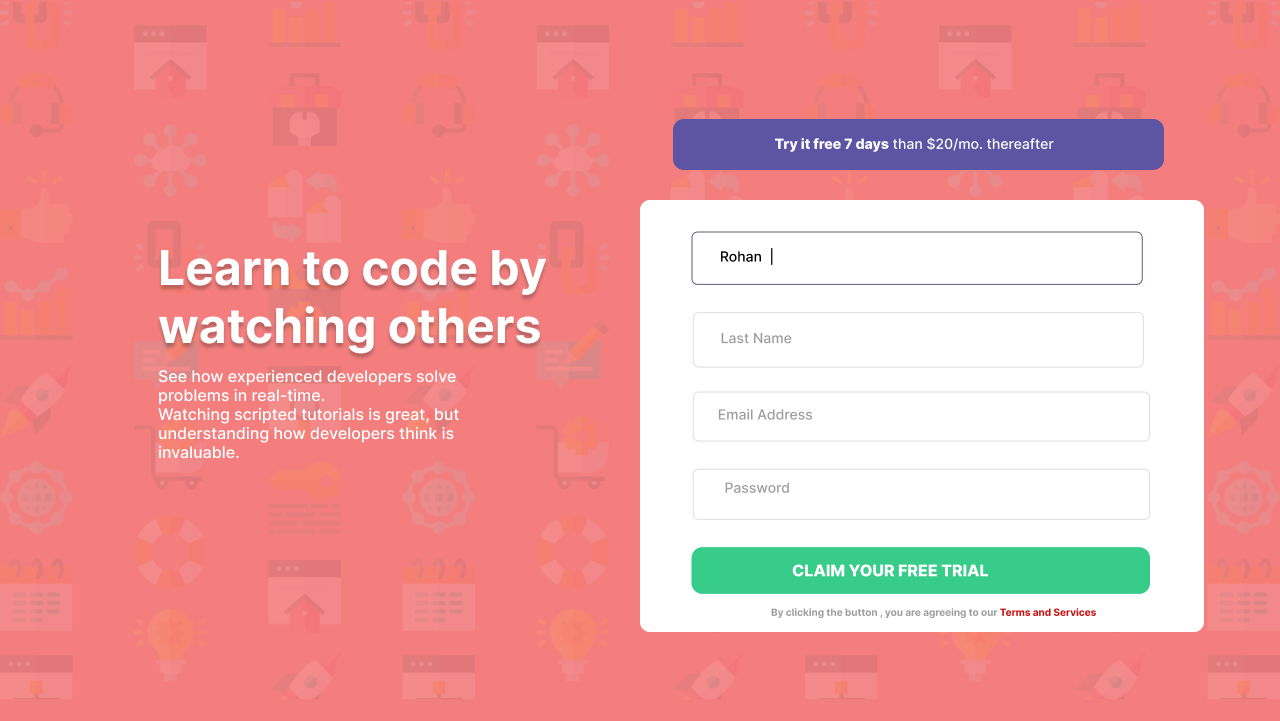 Try it free 7 days than $20/mo. thereafter
Learn to code by
watching others
See how experienced developers solve
problems in real-time.
Watching scripted tutorials is great, but
understanding how developers think is
invaluable.
Rohan
Last Name
Email Address
Password
CLAIM YOUR FREE TRIAL
By clicking the button , you are agreeing to our Terms and Services